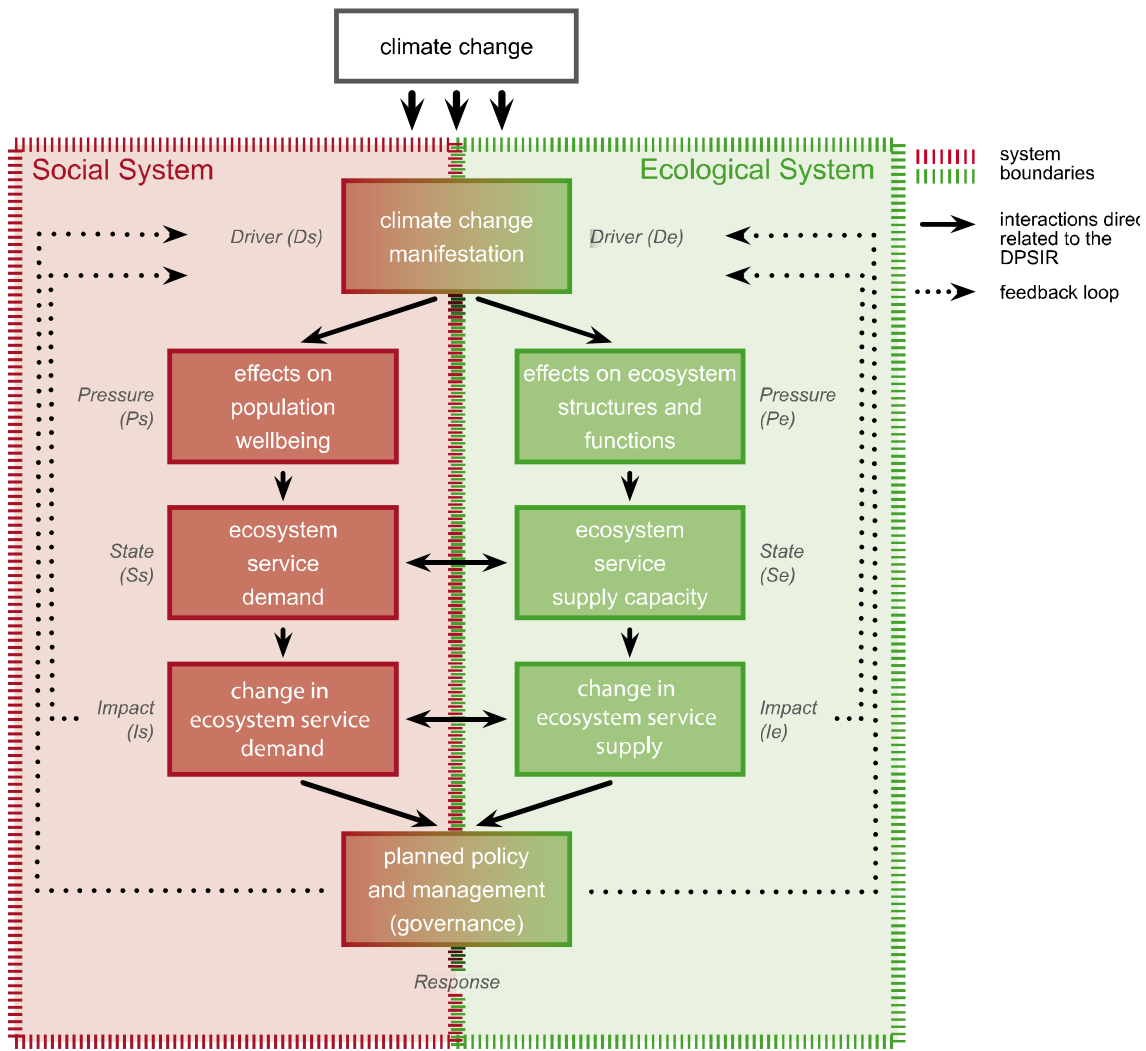 climate change
Social System
Ecological System
system
boundaries
climate change
manifestation
Driver (Ds)
Driver (De)
interactions direc
related to the
DPSIR
feedback loop
effects on
population
wellbeing
effects on ecosystem
structures and
functions
Pressure
(Ps)
Pressure
(Pe)
ecosystem
service
demand
ecosystem
service
supply capacity
State
(Ss)
State
(Se)
change in
ecosystem service
demand
change in
ecosystem service
supply
Impact
(Is)
Impact
(Ie)
planned policy
and management
(governance)
Response